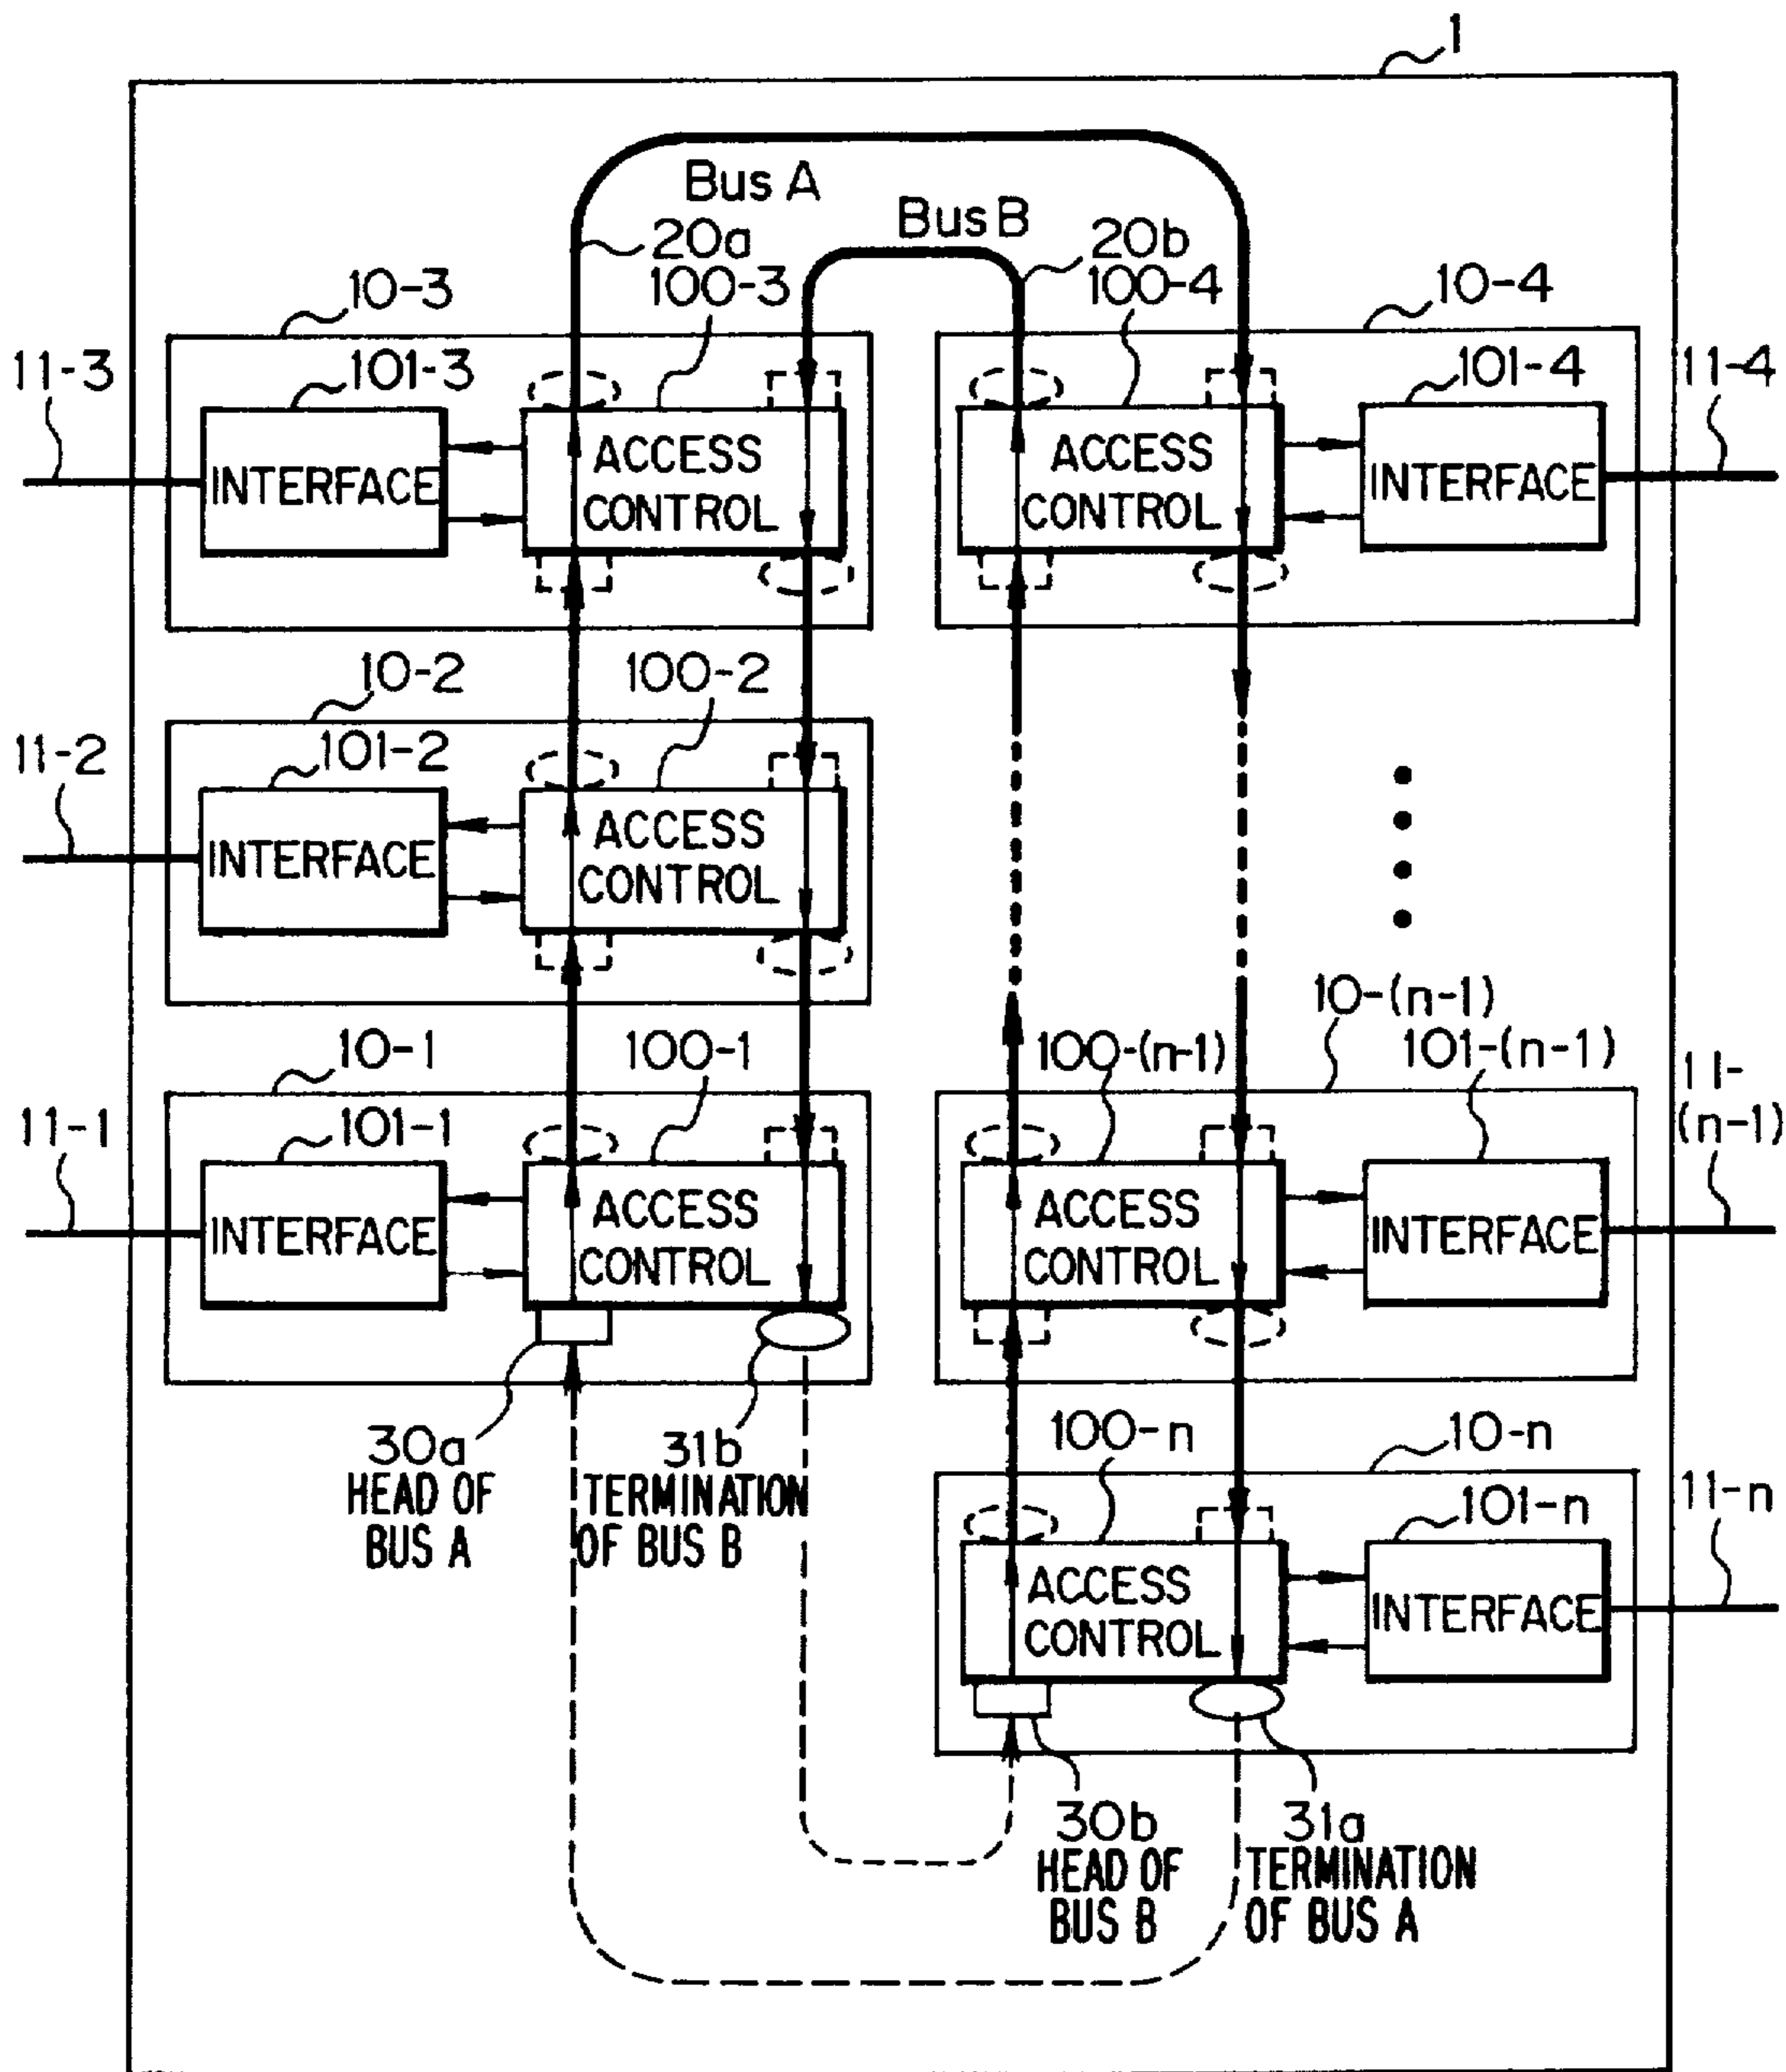 1
Bus A
Bus B
20a
20b
10-3
100-3
100-4
10-4
11-3
101-3
101-4
11-4
INTERFACE
ACCESS
CONTROL
ACCESS
CONTROL
INTERFACE
10-2
100-2
11-2
101-2
INTERFACE
ACCESS
CONTROL
10-(n-1)
10-1
100-1
100-(n-1)
101-(n-1)
11-
(n-1)
11-1
101-1
INTERFACE
ACCESS
CONTROL
ACCESS
CONTROL
INTERFACE
30a
HEAD OF
BUS A
31b
TERMINATION
OF BUS B
100-n
10-n
101-n
11-n
ACCESS
CONTROL
INTERFACE
30b
HEAD OF
BUS B
31a
TERMINATION
OF BUS A